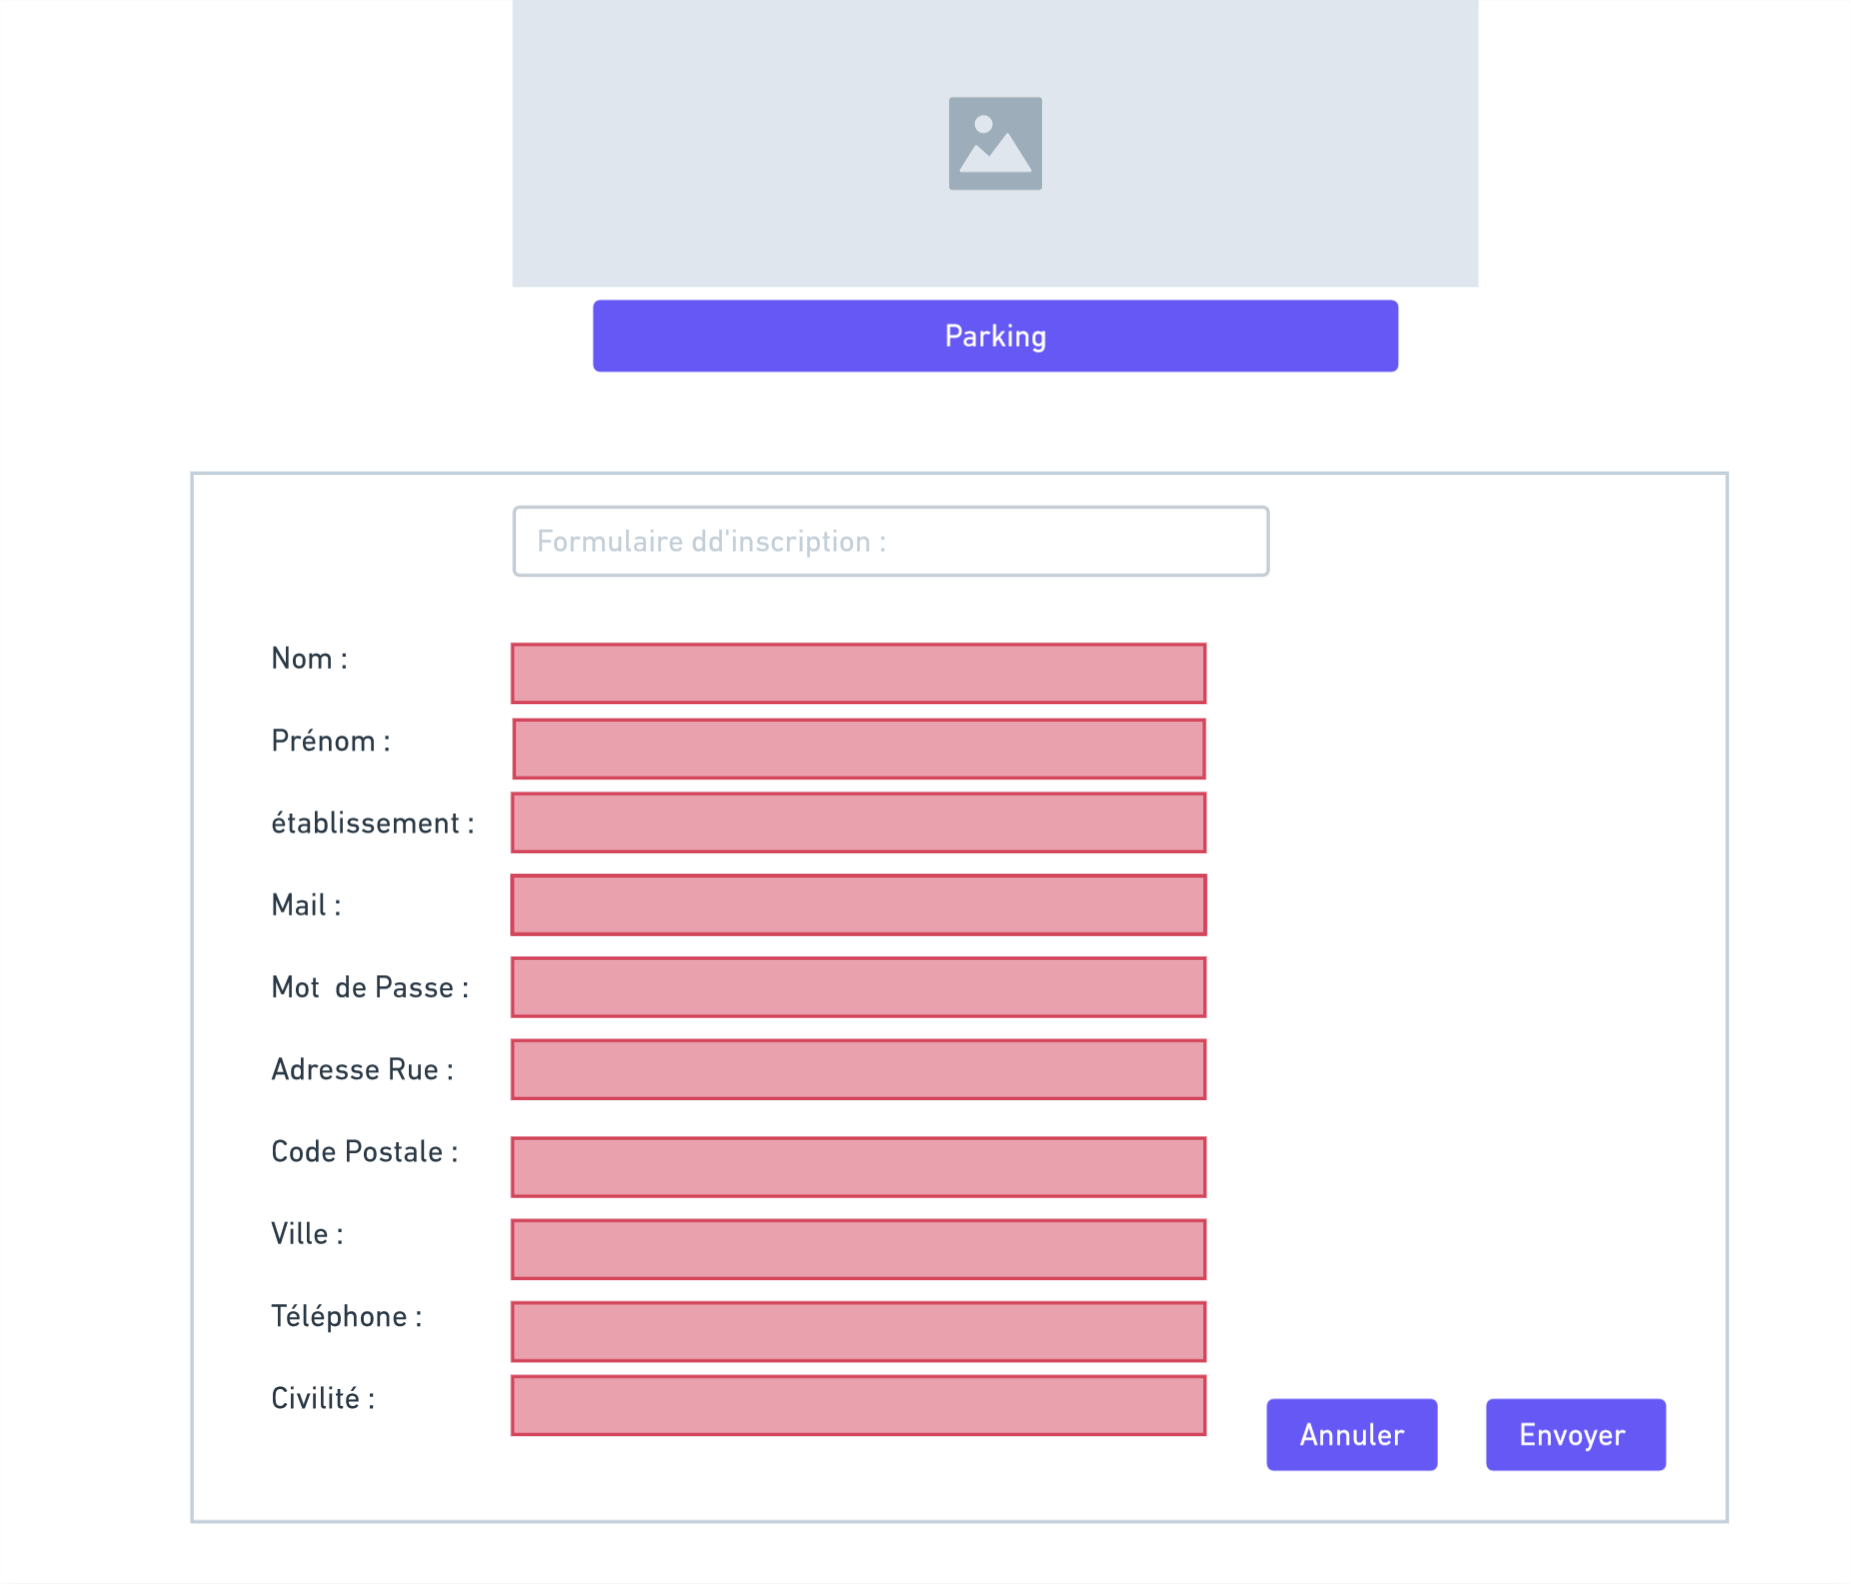 Parking
Formulaire dd'inscription :
Nom :
Prénom :
établissement :
Mail :
Mot  de Passe :
Adresse Rue :
Code Postale :
Ville :
Téléphone :
Civilité :
Annuler
Envoyer